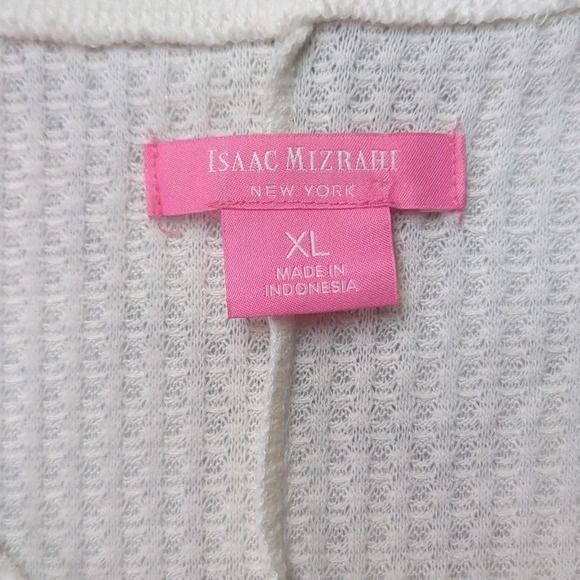 ISAAC MIZRAHI
NEW YORK
XL
MADE IN
INDONESIA